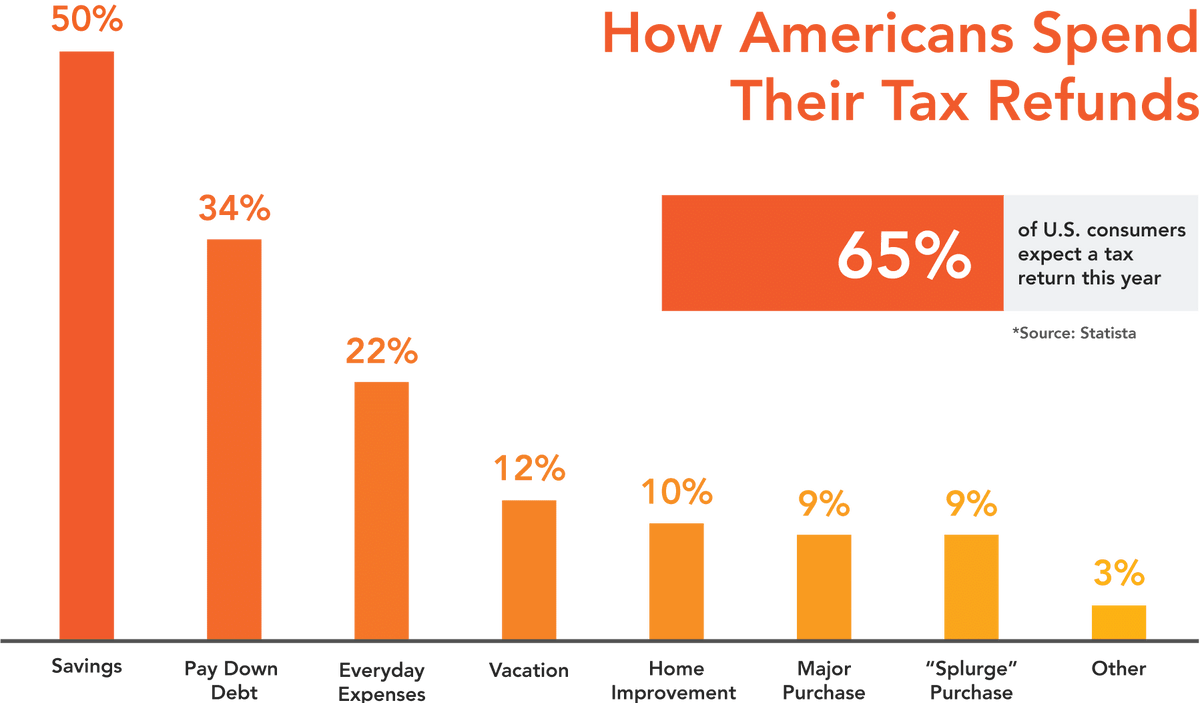 How Americans Spend
Their Tax Refunds
65%
of U.S. consumers
expect a tax
return this year
*Source: Statista
50%
34%
22%
12%
10%
9%
9%
3%
Savings
Pay Down
Debt
Everyday
Expenses
Vacation
Home
Improvement
Major
Purchase
“Splurge”
Purchase
Other